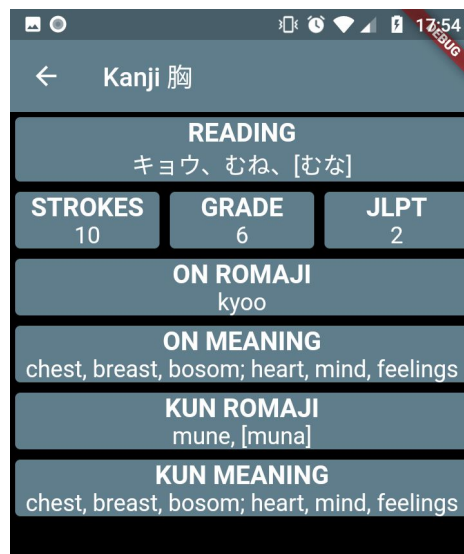 17:54
DEBUG
Kanji 胸
READING
キョウ、むね、[むな]
STROKES GRADE JLPT
10 6 2
ON ROMAJI
kyoo
ON MEANING
chest, breast, bosom; heart, mind, feelings
KUN ROMAJI
mune, [muna]
KUN MEANING
chest, breast, bosom; heart, mind, feelings